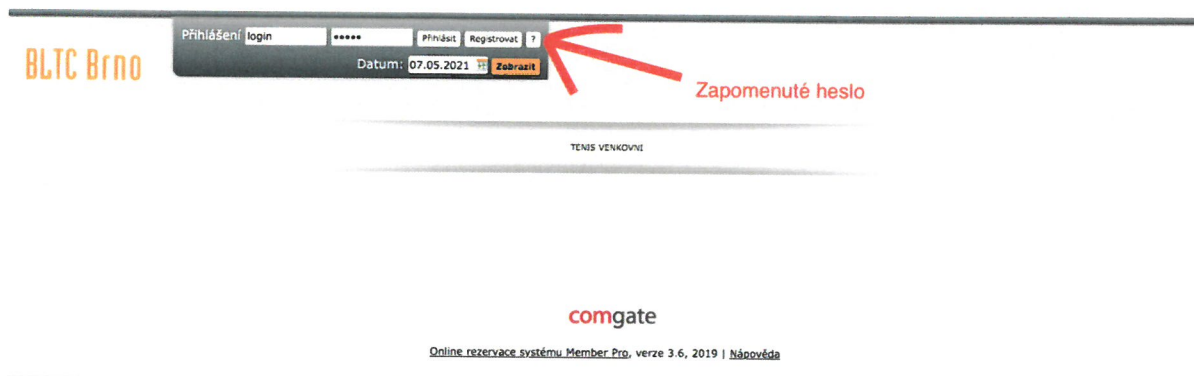 Přihlášení login ••••• Přihlásit Registrovat ?
BLTC Brno
Datum: 07.05.2021 Zobrazit
Zapomenuté heslo
TENIS VENKOVNI
comgate
Online rezervace systému Member Pro, verze 3.6, 2019 | Nápověda